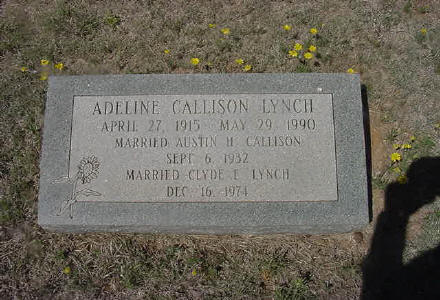 ADELINE CALLISON LYNCH
APRIL 27, 1915 MAY 29, 1990
MARRIED AUSTIN H. CALLISON
SEPT. 6, 1932
MARRIED CLYDE E. LYNCH
DEC. 16, 1974